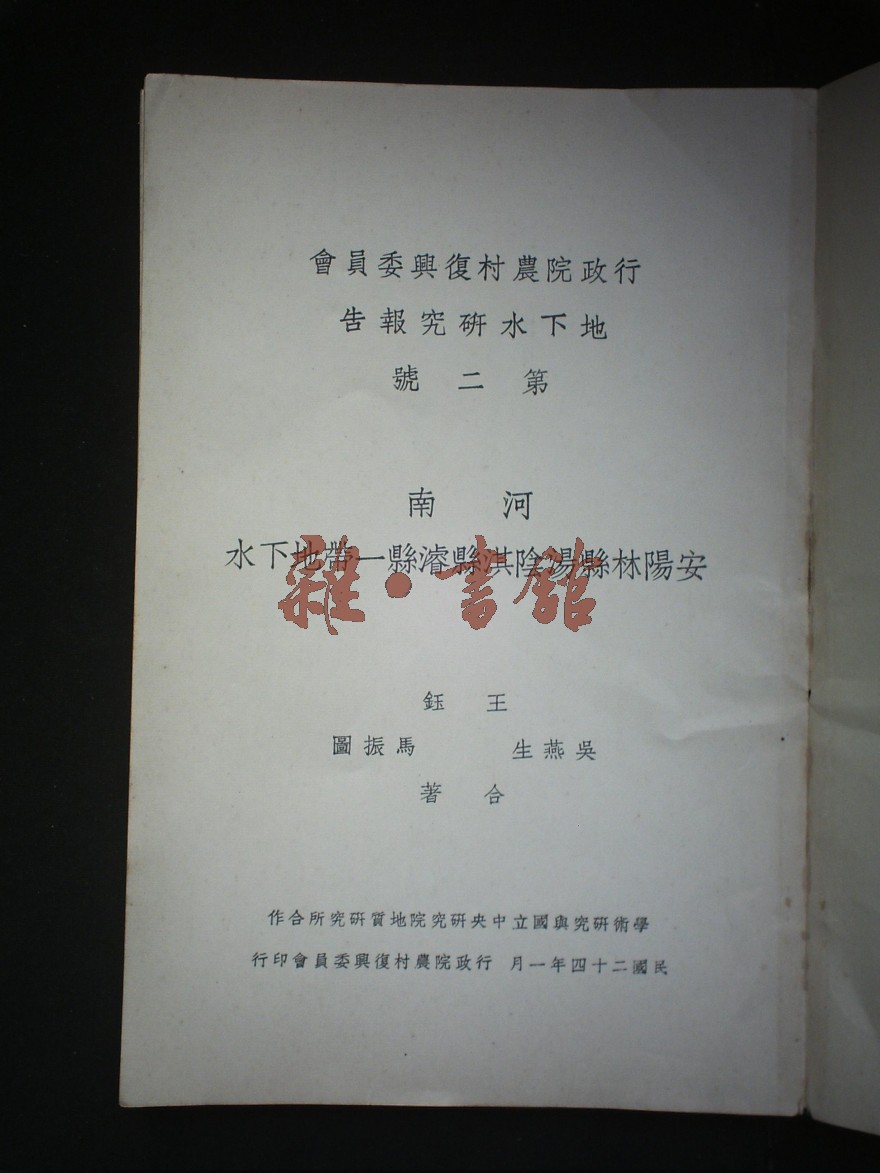 行政院農村復興委員會
地下水研究報告
第二號
河南
安陽林縣湯陰淇縣濬縣一帶地下水
雜·書館
王鈺
吳燕生 馬振圖
合著
學術研究與國立中央研究院地質研究所合作
民國二十四年一月 行政院農村復興委員會印行